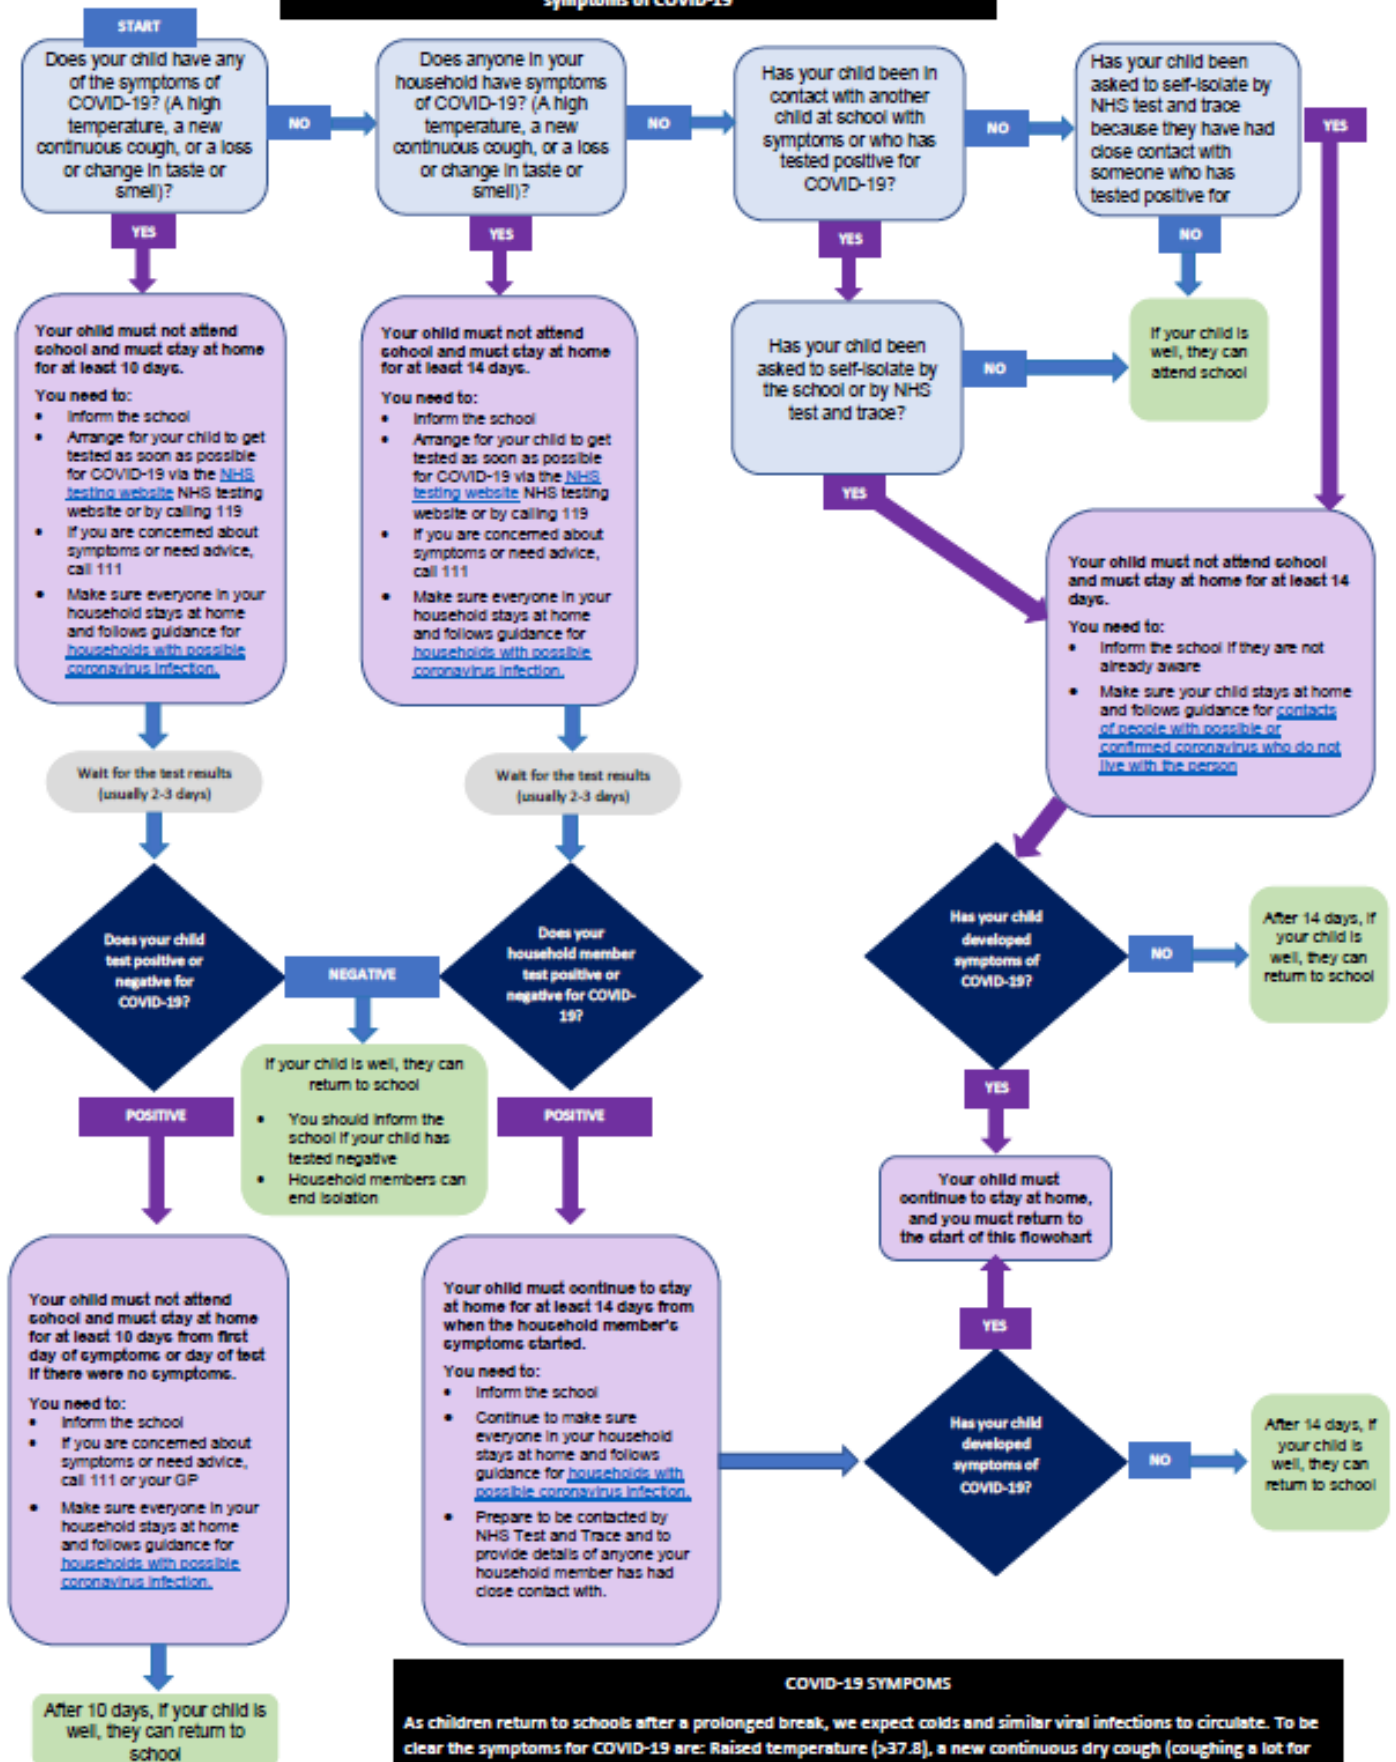 symptoms of COVID-19
START
Does your child have any
of the symptoms of
COVID-19? (A high
temperature, a new
continuous cough, or a loss
or change in taste or
smell)?
NO
Does anyone in your
household have symptoms
of COVID-19? (A high
temperature, a new
continuous cough, or a loss
or change in taste or
smell)?
NO
Has your child been in
contact with another
child at school with
symptoms or who has
tested positive for
COVID-19?
NO
Has your child been
asked to self-isolate by
NHS test and trace
because they have had
close contact with
someone who has
tested positive for
YES
YES
YES
YES
NO
Your child must not attend
school and must stay at home
for at least 10 days.
You need to:
• Inform the school
• Arrange for your child to get
tested as soon as possible
for COVID-19 via the NHS
testing website NHS testing
website or by calling 119
• If you are concerned about
symptoms or need advice,
call 111
• Make sure everyone in your
household stays at home
and follows guidance for
households with possible
coronavirus infection.
Your child must not attend
school and must stay at home
for at least 14 days.
You need to:
• Inform the school
• Arrange for your child to get
tested as soon as possible
for COVID-19 via the NHS
testing website NHS testing
website or by calling 119
• If you are concerned about
symptoms or need advice,
call 111
• Make sure everyone in your
household stays at home
and follows guidance for
households with possible
coronavirus infection.
Has your child been
asked to self-isolate by
the school or by NHS
test and trace?
NO
If your child is
well, they can
attend school
YES
Your child must not attend school
and must stay at home for at least 14
days.
You need to:
• Inform the school if they are not
already aware
• Make sure your child stays at home
and follows guidance for contacts
of people with possible or
confirmed coronavirus who do not
live with the person
Wait for the test results
(usually 2-3 days)
Wait for the test results
(usually 2-3 days)
Does your child
test positive or
negative for
COVID-19?
NEGATIVE
Does your
household member
test positive or
negative for COVID-
19?
Has your child
developed
symptoms of
COVID-19?
NO
After 14 days, if
your child is
well, they can
return to school
If your child is well, they can
return to school
• You should inform the
school if your child has
tested negative
• Household members can
end isolation
POSITIVE
POSITIVE
YES
Your child must
continue to stay at home,
and you must return to
the start of this flowchart
YES
Your child must not attend
school and must stay at home
for at least 10 days from first
day of symptoms or day of test
if there were no symptoms.
You need to:
• Inform the school
• If you are concerned about
symptoms or need advice,
call 111 or your GP
• Make sure everyone in your
household stays at home
and follows guidance for
households with possible
coronavirus infection.
Your child must continue to stay
at home for at least 14 days from
when the household member's
symptoms started.
You need to:
• Inform the school
• Continue to make sure
everyone in your household
stays at home and follows
guidance for households with
possible coronavirus infection.
• Prepare to be contacted by
NHS Test and Trace and to
provide details of anyone your
household member has had
close contact with.
Has your child
developed
symptoms of
COVID-19?
NO
After 14 days, if
your child is
well, they can
return to school
After 10 days, if your child is
well, they can return to
school
COVID-19 SYMPOMS
As children return to schools after a prolonged break, we expect colds and similar viral infections to circulate. To be
clear the symptoms for COVID-19 are: Raised temperature (>37.8), a new continuous dry cough (coughing a lot for